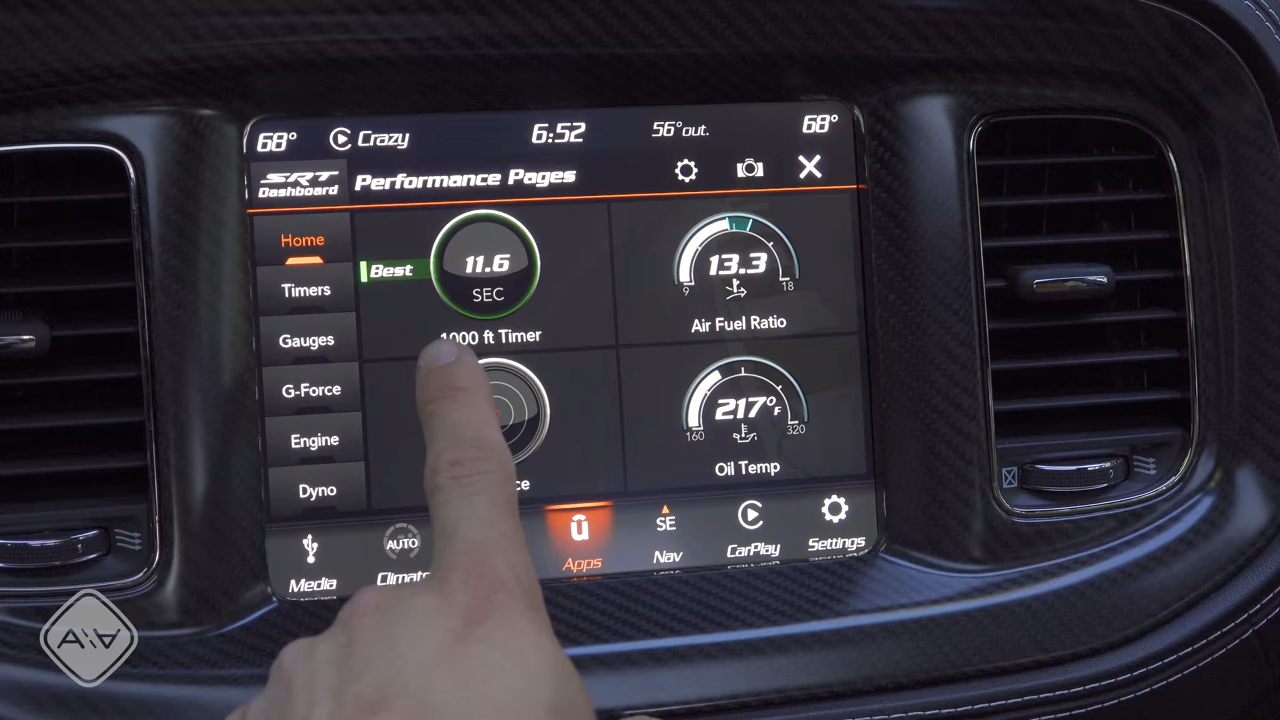 68° Crazy 6:52 56°out. 68°
SRT
Dashboard
Performance Pages
Home
Timers
Gauges
G-Force
Engine
Dyno
Best
11.6
SEC
1000 ft Timer
13.3
9 18
Air Fuel Ratio
ce
217°F
160 320
Oil Temp
Media
AUTO
Climat
û
Apps
SE
Nav
CarPlay
Settings